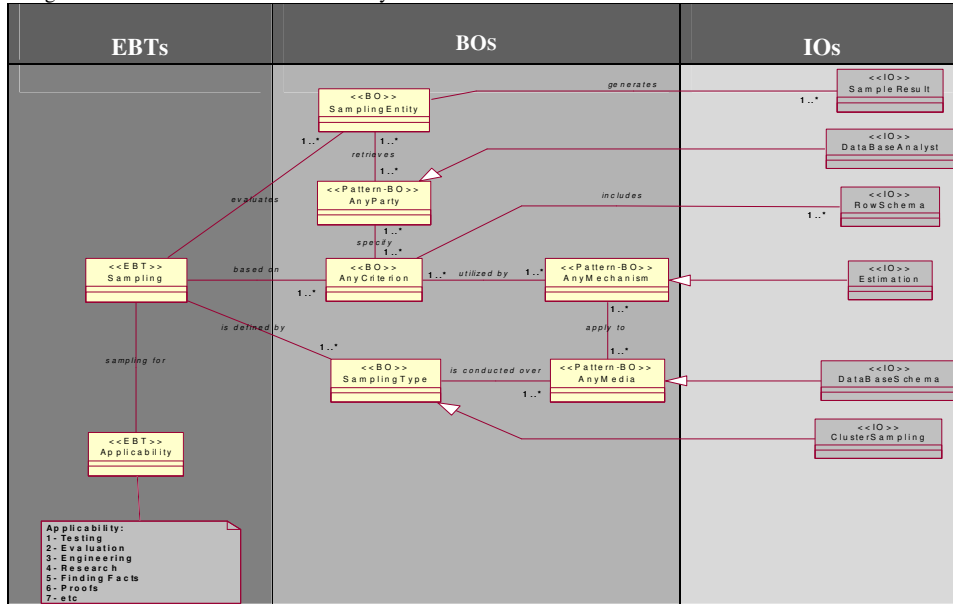 EBTs
BOs
IOs
generates
<<BO>>
SamplingEntity
1..*
1..*
<<IO>>
SampleResult
1..*
retrieves
1..*
<<IO>>
DataBaseAnalyst
<<Pattern-BO>>
AnyParty
1..*
includes
<<IO>>
RowSchema
1..*
evaluates
specify
1..*
<<EBT>>
Sampling
based on
1..*
<<BO>>
AnyCriterion
1..*
utilized by
1..*
<<Pattern-BO>>
AnyMechanism
1..*
<<IO>>
Estimation
is defined by
1..*
apply to
1..*
sampling for
<<BO>>
SamplingType
is conducted over
1..*
<<Pattern-BO>>
AnyMedia
<<IO>>
DataBaseSchema
<<IO>>
ClusterSampling
<<EBT>>
Applicability
Applicability:
1- Testing
2- Evaluation
3- Engineering
4- Research
5- Finding Facts
6- Proofs
7- etc